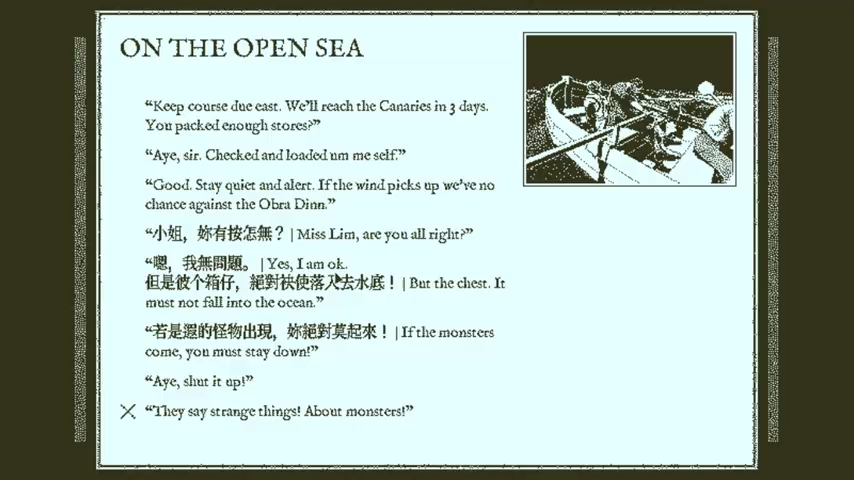 ON THE OPEN SEA
“Keep course due east. We'll reach the Canaries in 3 days.
You packed enough stores?”
“Aye, sir. Checked and loaded um me self.”
“Good. Stay quiet and alert. If the wind picks up we've no
chance against the Obra Dinn.”
“小姐，妳有按怎無？ | Miss Lim, are you all right?”
“嗯，我無問題。 | Yes, I am ok.
但是彼个箱仔，絕對袂使落入去水底！ | But the chest. It
must not fall into the ocean.”
“若是遐的怪物出現，妳絕對莫起來！ | If the monsters
come, you must stay down!”
“Aye, shut it up!”
“They say strange things! About monsters!”